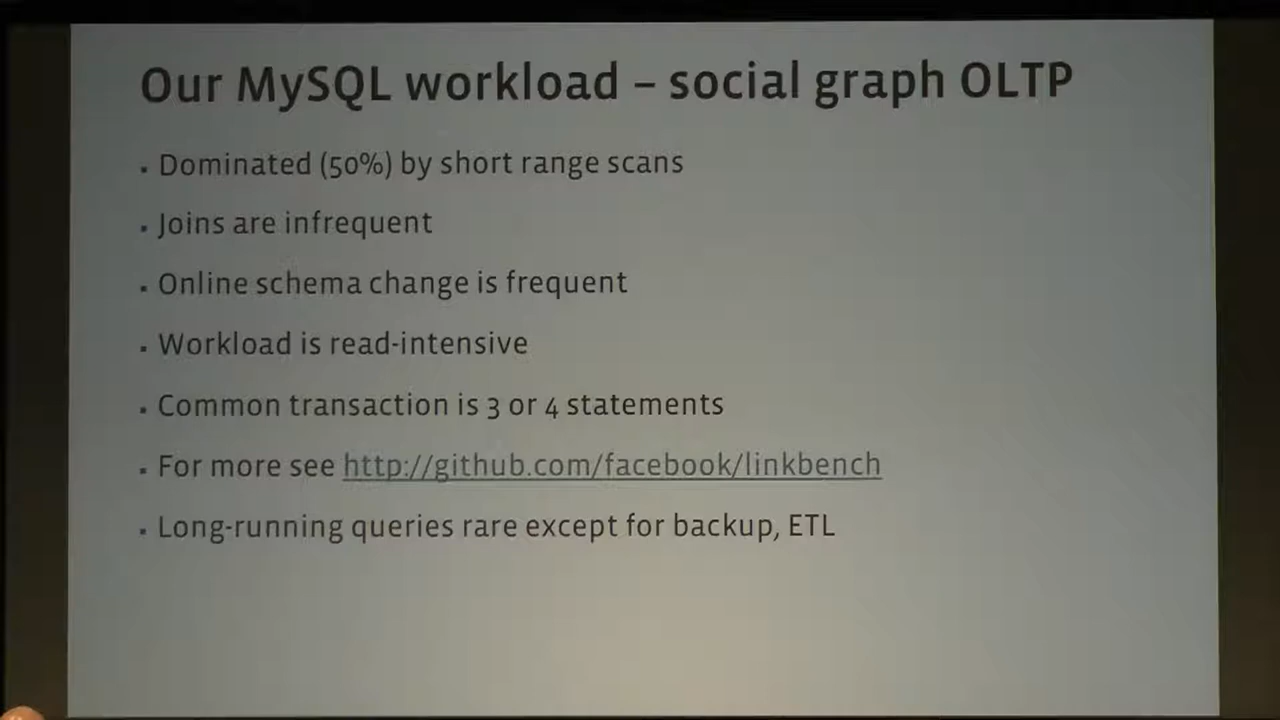 Our MySQL workload – social graph OLTP
▪ Dominated (50%) by short range scans
▪ Joins are infrequent
▪ Online schema change is frequent
▪ Workload is read-intensive
▪ Common transaction is 3 or 4 statements
▪ For more see http://github.com/facebook/linkbench
▪ Long-running queries rare except for backup, ETL